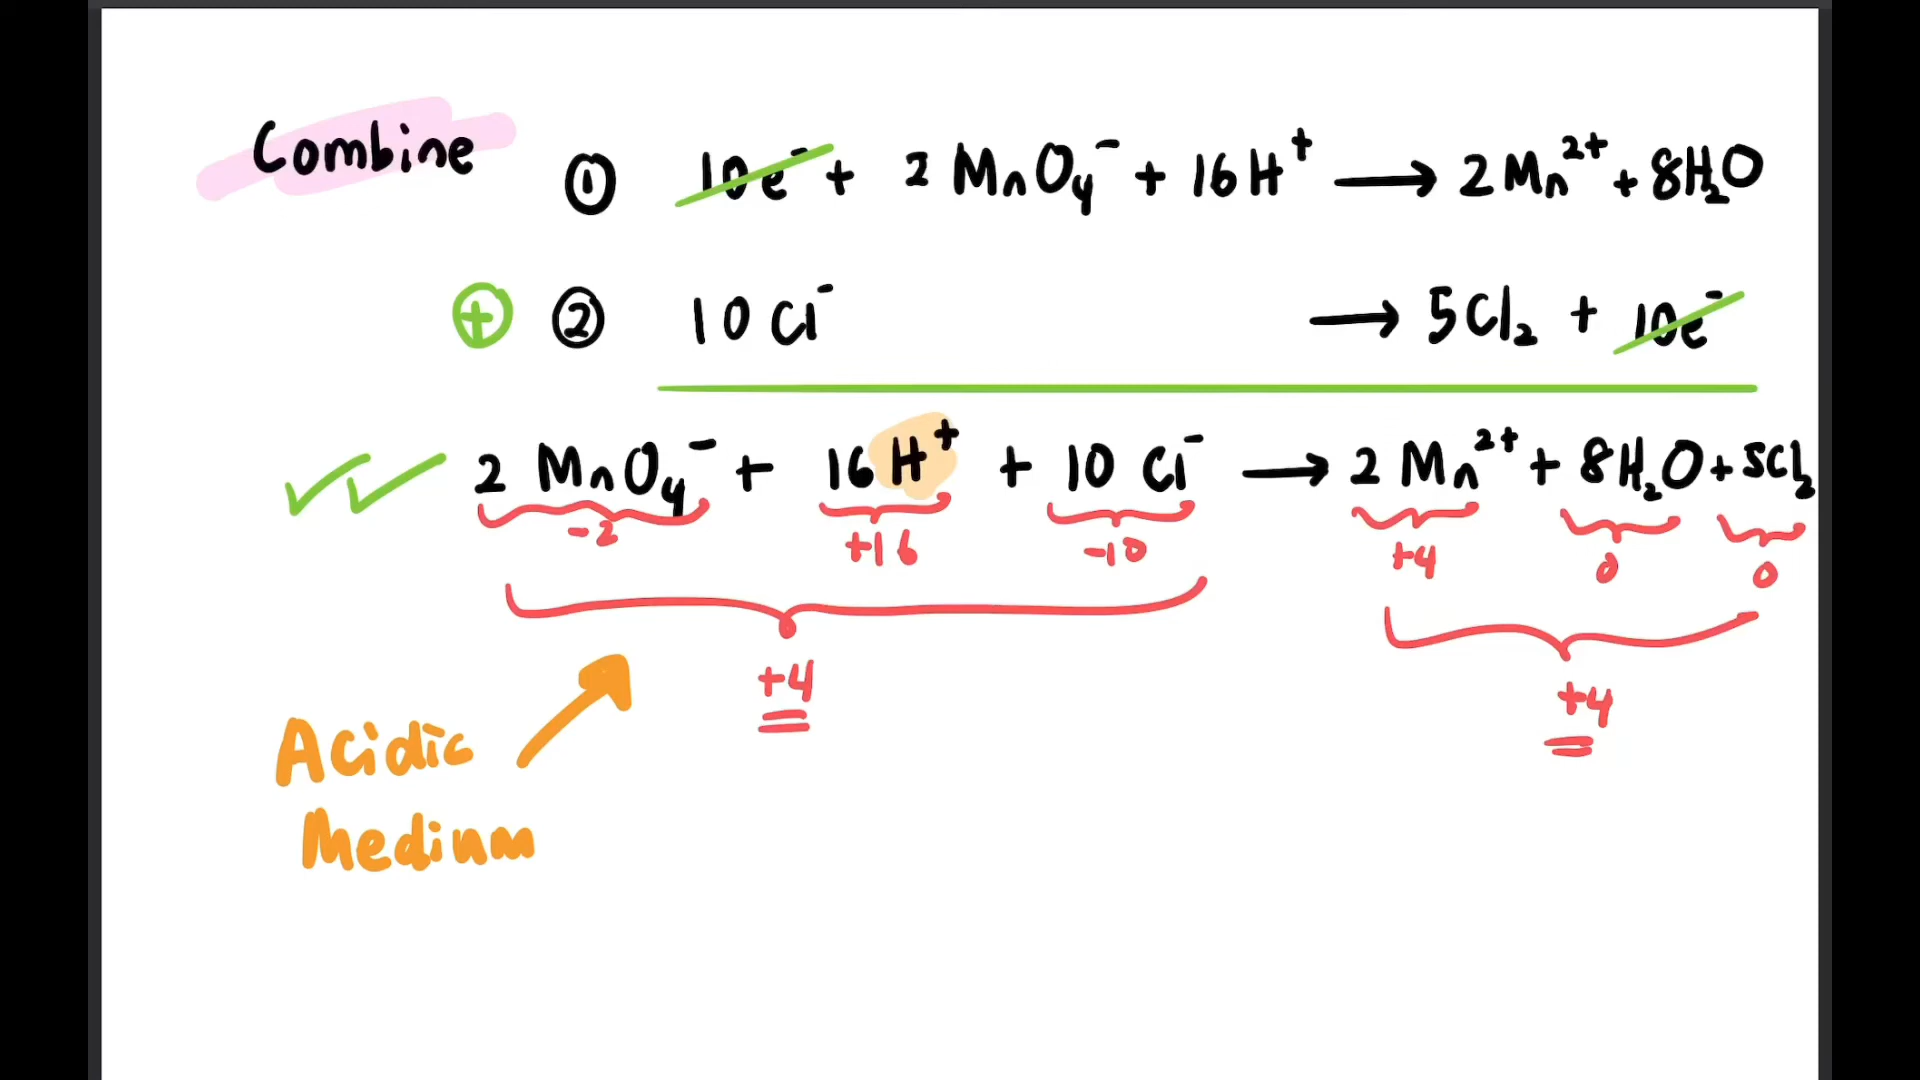 Combine
① 10e⁻ + 2 MnO₄⁻ + 16H⁺ ⟶ 2Mn²⁺ + 8H₂O
⊕ ② 10 Cl⁻ ⟶ 5Cl₂ + 10e⁻
✓✓ 2 MnO₄⁻ + 16 H⁺ + 10 Cl⁻ ⟶ 2 Mn²⁺ + 8H₂O + 5Cl₂
-2 +16 -10 +4 0 0
+4 +4
Acidic
Medium